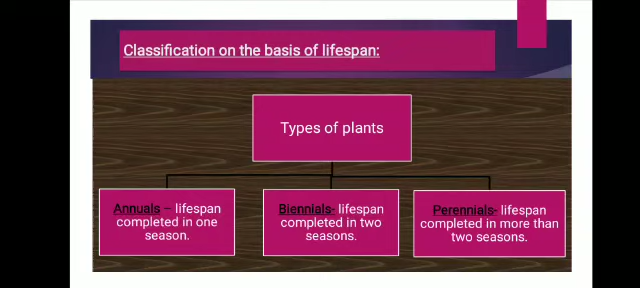 Classification on the basis of lifespan:
Types of plants
Annuals – lifespan
completed in one
season.
Biennials- lifespan
completed in two
seasons.
Perennials- lifespan
completed in more than
two seasons.